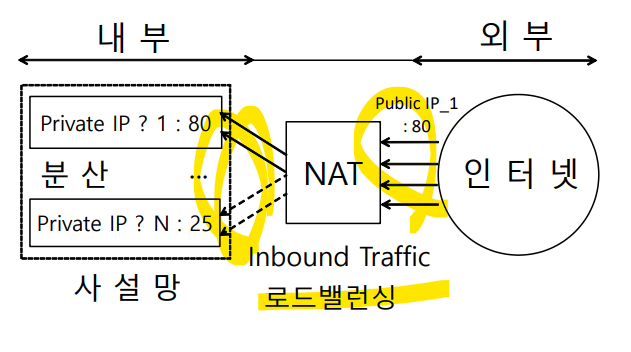 내 부
외 부
Private IP ? 1 : 80
분 산
...
Private IP ? N : 25
사 설 망
NAT
Public IP_1
: 80
인 터 넷
Inbound Traffic
로드밸런싱